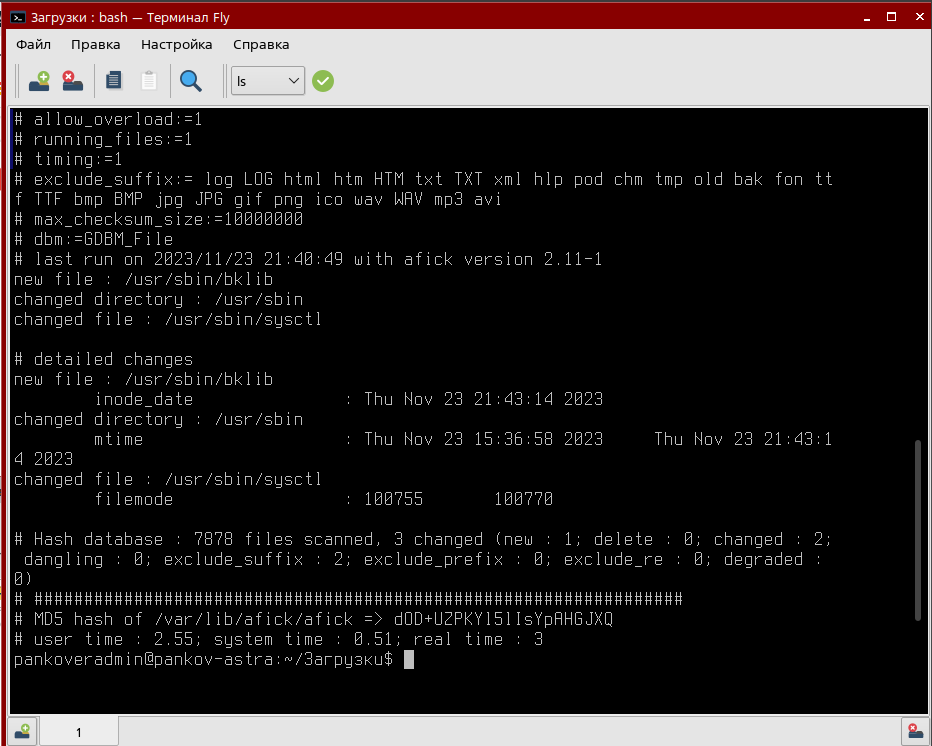 Загрузки : bash — Терминал Fly
Файл Правка Настройка Справка
ls
# allow_overload:=1
# running_files:=1
# timing:=1
# exclude_suffix:= log LOG html htm HTM txt TXT xml hlp pod chm tmp old bak fon tt
f TTF bmp BMP jpg JPG gif png ico wav WAV mp3 avi
# max_checksum_size:=10000000
# dbm:=GDBM_File
# last run on 2023/11/23 21:40:49 with afick version 2.11-1
new file : /usr/sbin/bklib
changed directory : /usr/sbin
changed file : /usr/sbin/sysctl
# detailed changes
new file : /usr/sbin/bklib
inode_date : Thu Nov 23 21:43:14 2023
changed directory : /usr/sbin
mtime : Thu Nov 23 15:36:58 2023 Thu Nov 23 21:43:1
4 2023
changed file : /usr/sbin/sysctl
filemode : 100755 100770
# Hash database : 7878 files scanned, 3 changed (new : 1; delete : 0; changed : 2;
dangling : 0; exclude_suffix : 2; exclude_prefix : 0; exclude_re : 0; degraded :
0)
# #################################################################
# MD5 hash of /var/lib/afick/afick => dOD+UZPKYl5lIsYpAHGJXQ
# user time : 2.55; system time : 0.51; real time : 3
pankoveradmin@pankov-astra:~/Загрузки$
1